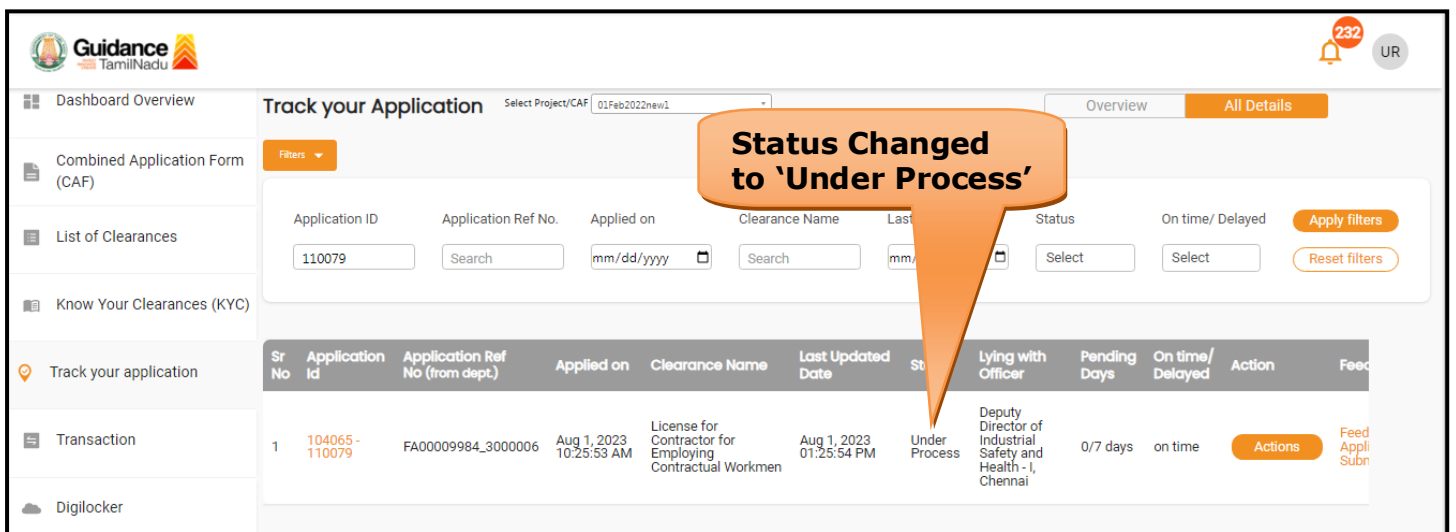 Guidance
TamilNadu
232
UR
Dashboard Overview
Track your Application
Select Project/CAF
01Feb2022new1
Overview
All Details
Status Changed
to ‘Under Process’
Combined Application Form
(CAF)
Filters
List of Clearances
Application ID
Application Ref No.
Applied on
Clearance Name
Status
On time/ Delayed
Apply filters
110079
Search
mm/dd/yyyy
Search
Select
Select
Reset filters
Know Your Clearances (KYC)
Sr
No
Application
Id
Application Ref
No (from dept.)
Applied on
Clearance Name
Last Updated
Date
Lying with
Officer
Pending
Days
On time/
Delayed
Action
Track your application
1
104065 -
110079
FA00009984_3000006
Aug 1, 2023
10:25:53 AM
License for
Contractor for
Employing
Contractual Workmen
Aug 1, 2023
01:25:54 PM
Under
Process
Deputy
Director of
Industrial
Safety and
Health - I,
Chennai
0/7 days
on time
Actions
Feed
Appli
Transaction
Digilocker